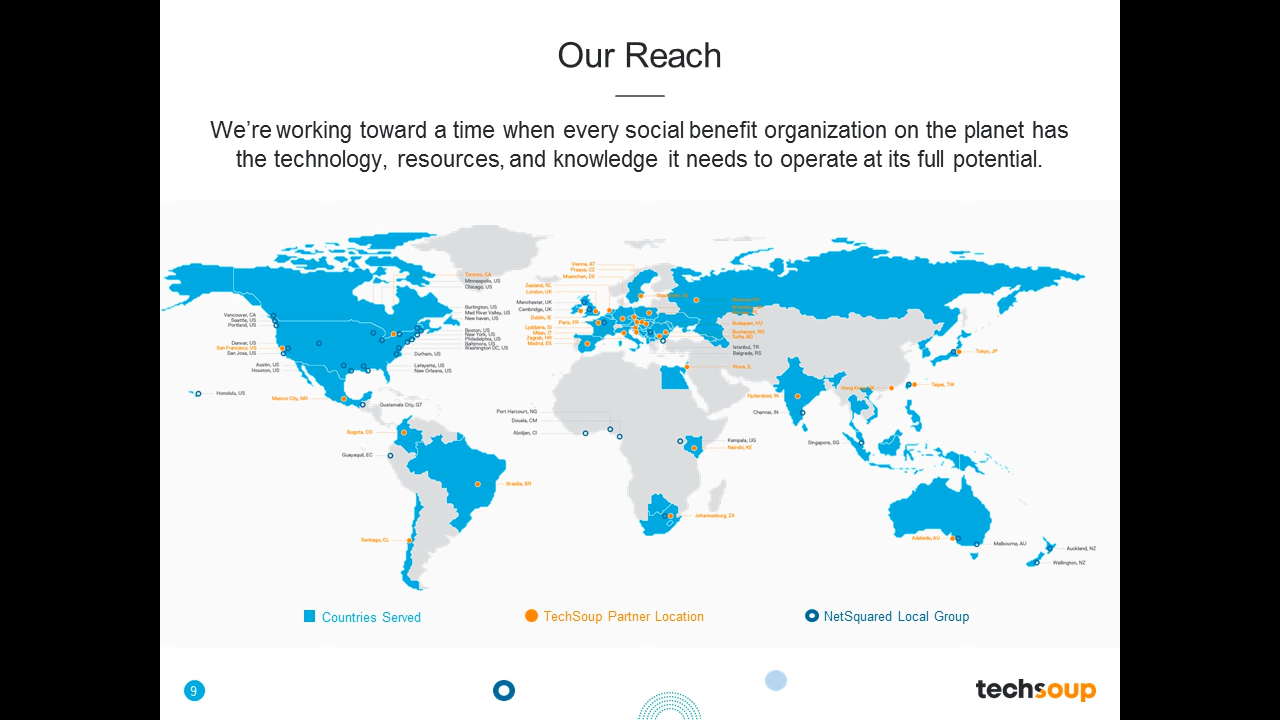 Our Reach
We're working toward a time when every social benefit organization on the planet has
the technology, resources, and knowledge it needs to operate at its full potential.
Toronto, CA
Minneapolis, US
Chicago, US
Burlington, US
Mad River Valley, US
New haven, US
Boston, US
New York, US
Philadelphia, US
Baltimore, US
Washington DC, US
Durham, US
Lafayette, US
New Orleans, US
Vancouver, CA
Seattle, US
Portland, US
Denver, US
San Francisco, US
San Jose, US
Austin, US
Houston, US
Honolulu, US
Mexico City, MX
Guatemala City, GT
Bogota, CO
Guayaquil, EC
Brasilia, BR
Santiago, CL
Vienna, AT
Prague, CZ
Zeeland, NL
London, UK
Manchester, UK
Cambridge, UK
Dublin, IE
Paris, FR
Ljubljana, SI
Milan, IT
Zagreb, HR
Madrid, ES
Budapest, HU
Bucharest, RO
Sofia, BG
Istanbul, TR
Belgrade, RS
Port Harcourt, NG
Douala, CM
Abidjan, CI
Kampala, UG
Nairobi, KE
Johannesburg, ZA
Hyderabad, IN
Chennai, IN
Singapore, SG
Taipei, TW
Tokyo, JP
Adelaide, AU
Melbourne, AU
Auckland, NZ
Wellington, NZ
Countries Served
TechSoup Partner Location
NetSquared Local Group
9
techsoup